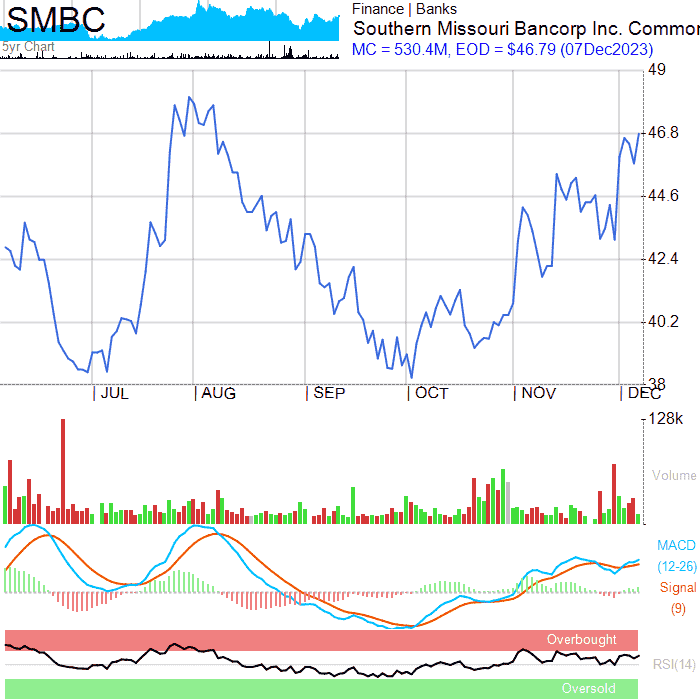 SMBC
5yr Chart
Finance | Banks
Southern Missouri Bancorp Inc. Common
MC = 530.4M, EOD = $46.79 (07Dec2023)
49
46.8
44.6
42.4
40.2
38
JUL AUG SEP OCT NOV DEC
128k
Volume
MACD
(12-26)
Signal
(9)
Overbought
RSI(14)
Oversold